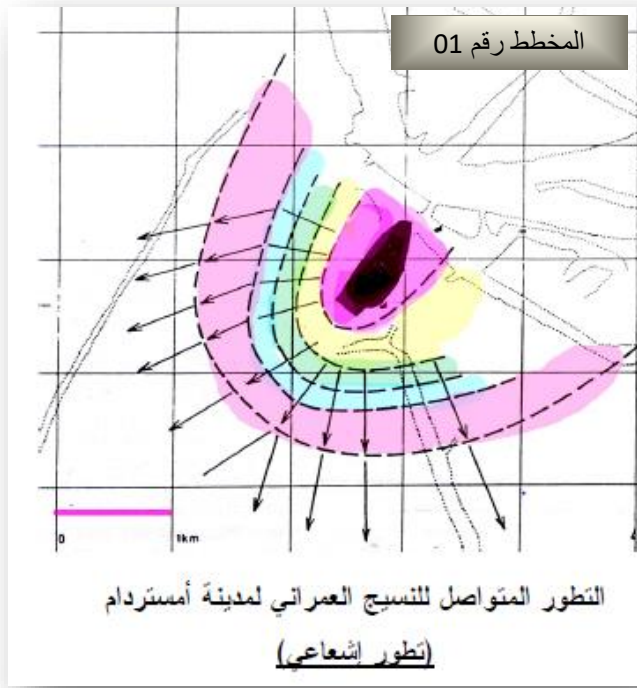 المخطط رقم 01
0
1km
التطور المتواصل للنسيج العمراني لمدينة أمستردام
(تطور إشعاعي)